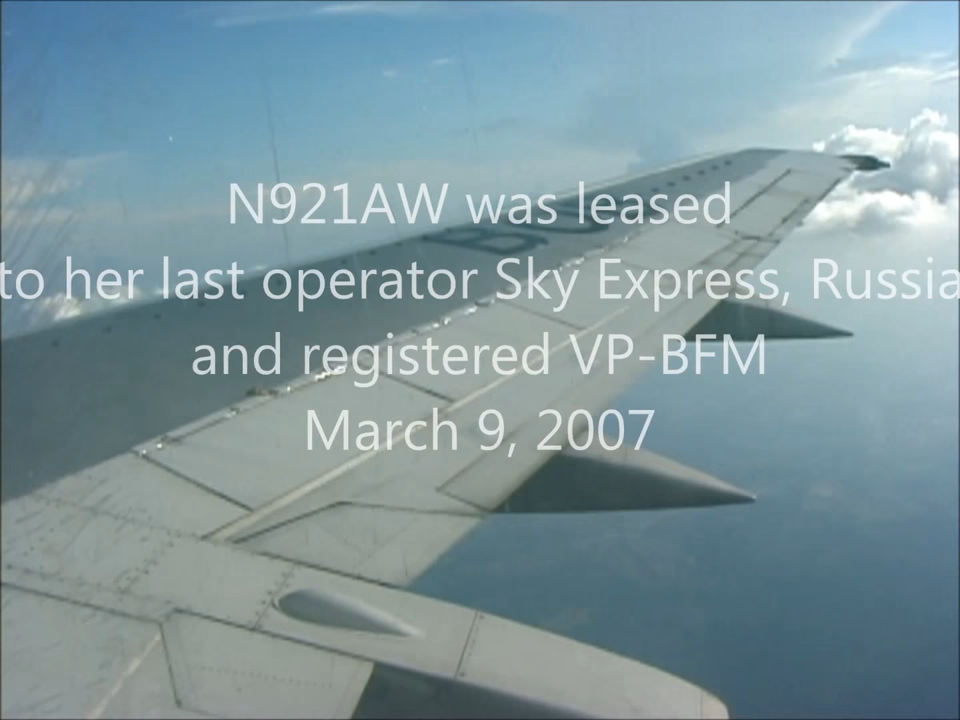 N921AW was leased
to her last operator Sky Express, Russia
and registered VP-BFM
March 9, 2007